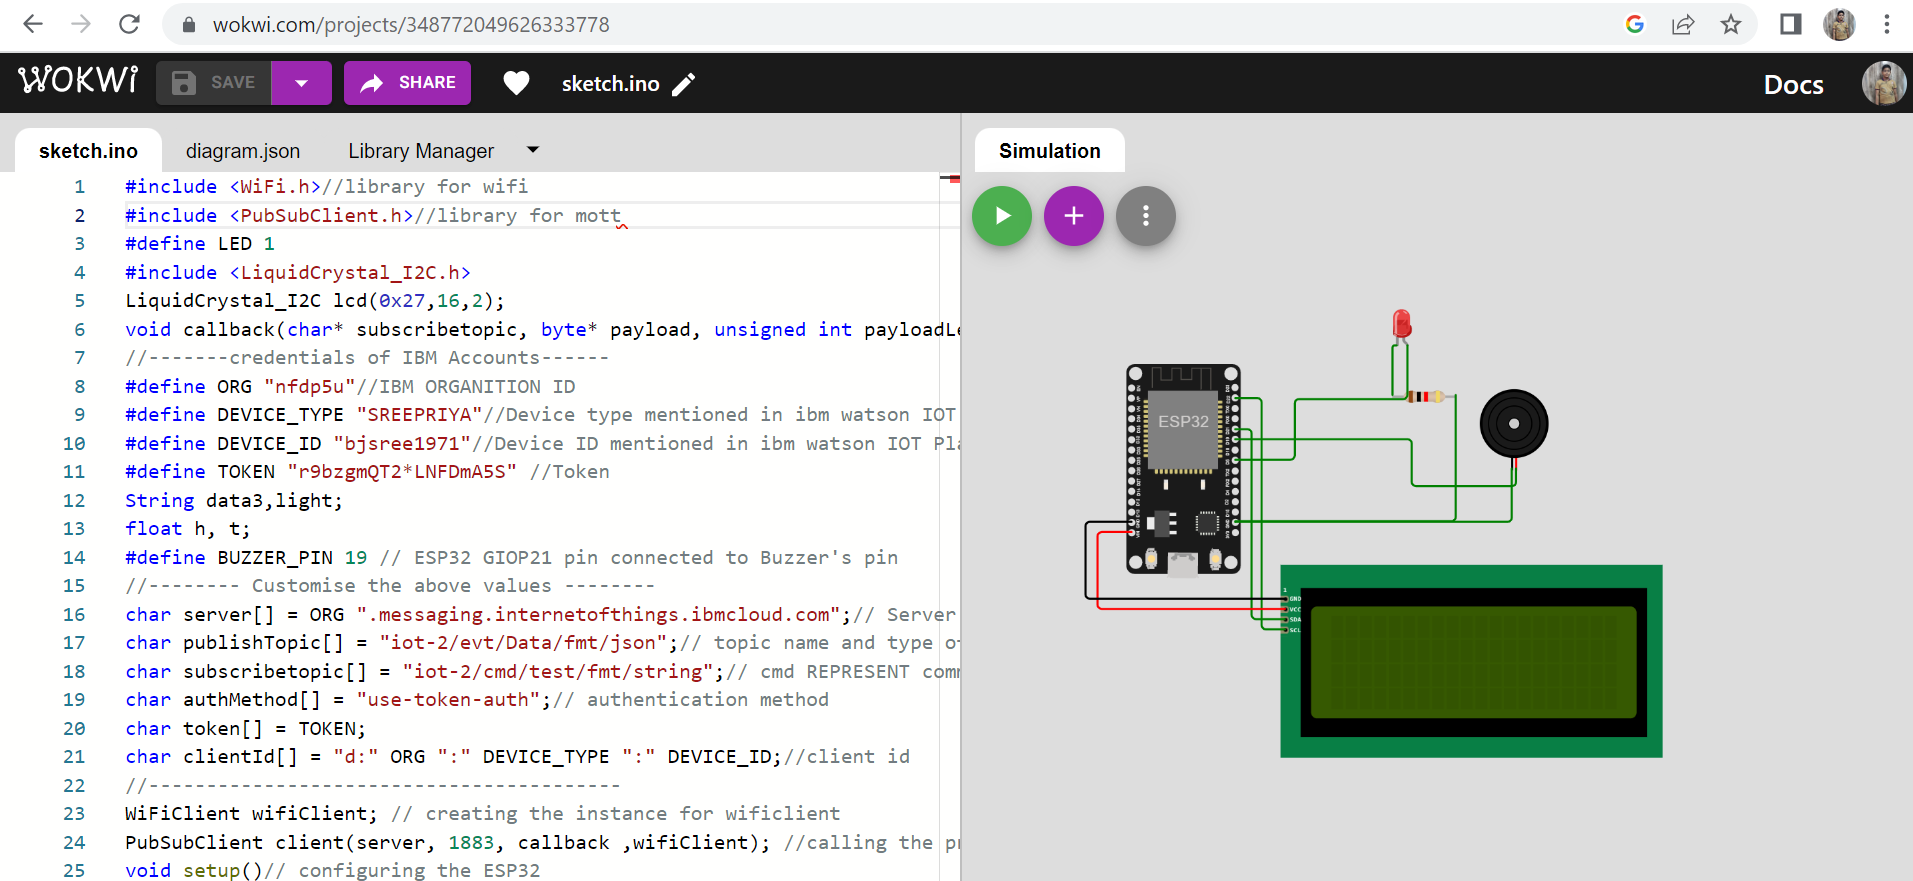 wokwi.com/projects/348772049626333778
WOKWI
SAVE
SHARE
sketch.ino
Docs
sketch.ino
diagram.json
Library Manager
Simulation
1 #include <WiFi.h>//library for wifi
2 #include <PubSubClient.h>//library for mott
3 #define LED 1
4 #include <LiquidCrystal_I2C.h>
5 LiquidCrystal_I2C lcd(0x27,16,2);
6 void callback(char* subscribetopic, byte* payload, unsigned int payloadLe
7 //-------credentials of IBM Accounts------
8 #define ORG "nfdp5u"//IBM ORGANITION ID
9 #define DEVICE_TYPE "SREEPRIYA"//Device type mentioned in ibm watson IOT
10 #define DEVICE_ID "bjsree1971"//Device ID mentioned in ibm watson IOT Pla
11 #define TOKEN "r9bzgmQT2*LNFDmA5S" //Token
12 String data3,light;
13 float h, t;
14 #define BUZZER_PIN 19 // ESP32 GIOP21 pin connected to Buzzer's pin
15 //-------- Customise the above values --------
16 char server[] = ORG ".messaging.internetofthings.ibmcloud.com";// Server
17 char publishTopic[] = "iot-2/evt/Data/fmt/json";// topic name and type of
18 char subscribetopic[] = "iot-2/cmd/test/fmt/string";// cmd REPRESENT comm
19 char authMethod[] = "use-token-auth";// authentication method
20 char token[] = TOKEN;
21 char clientId[] = "d:" ORG ":" DEVICE_TYPE ":" DEVICE_ID;//client id
22 //-----------------------------------------
23 WiFiClient wifiClient; // creating the instance for wificlient
24 PubSubClient client(server, 1883, callback ,wifiClient); //calling the pr
25 void setup()// configuring the ESP32
ESP32
1
GND
VCC
SDA
SCL